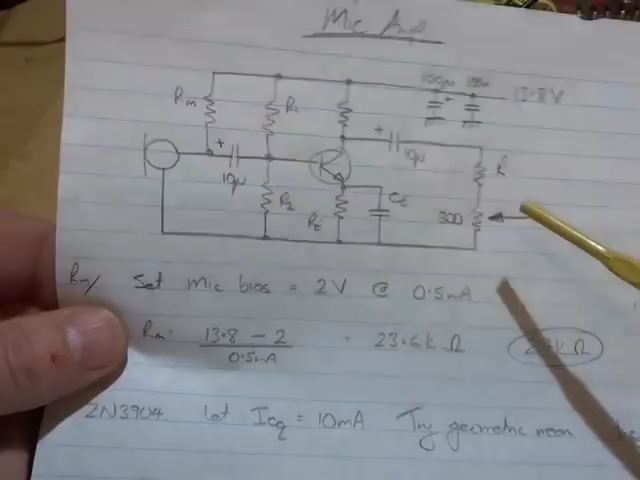 Mic Amp
100µ 100n
13.8V
Rm R1
+ 10µ
+ 10µ
R
R2 RE CE 300
Rm/ Set Mic bias = 2V @ 0.5mA
Rm = 13.8 - 2 / 0.5mA = 23.6k Ω
2N3904 Let Icq = 10mA Try geometric mean